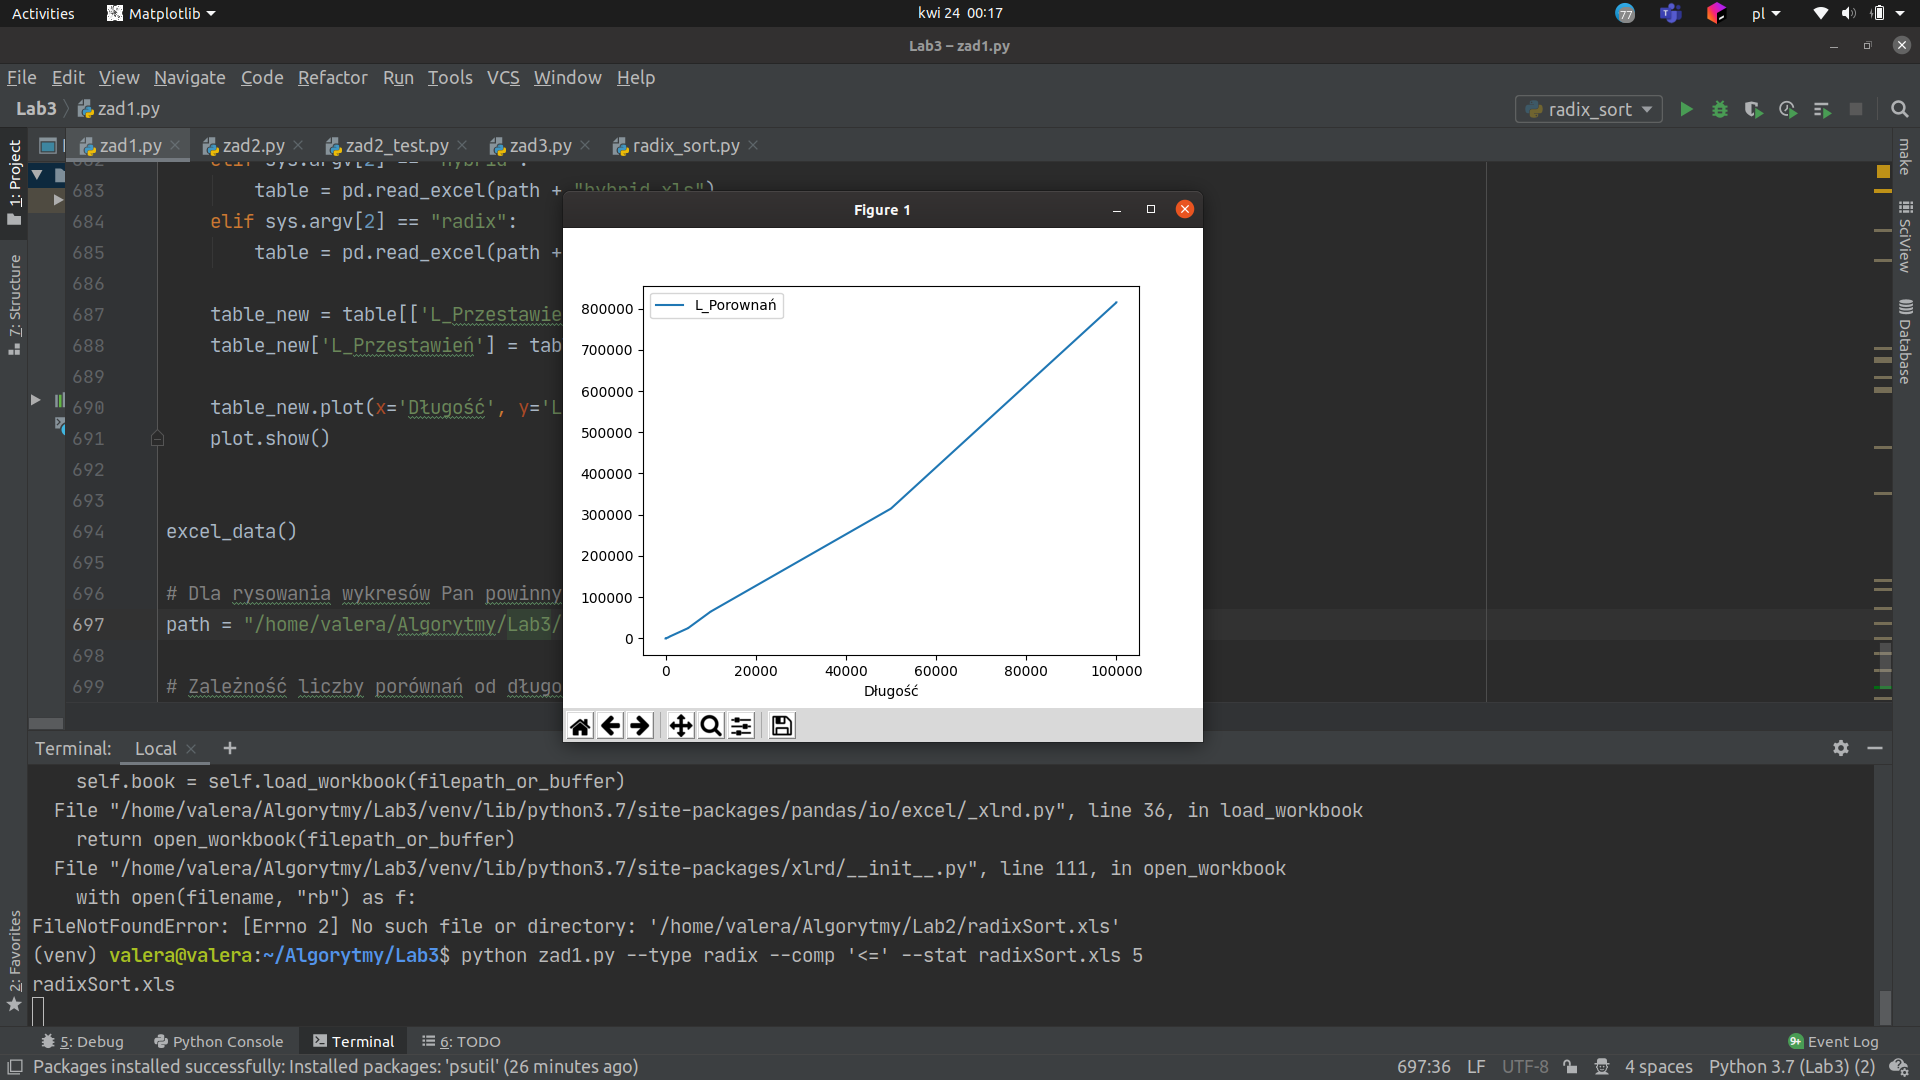 Activities
Matplotlib
kwi 24 00:17
77
pl
Lab3 – zad1.py
File Edit View Navigate Code Refactor Run Tools VCS Window Help
Lab3 zad1.py
radix_sort
zad1.py zad2.py zad2_test.py zad3.py radix_sort.py
1: Project
7: Structure
2: Favorites
make
SciView
Database
682 elif sys.argv[2] == "hybrid":
683 table = pd.read_excel(path + "hybrid.xls")
684 elif sys.argv[2] == "radix":
685 table = pd.read_excel(path +
686
687 table_new = table[['L_Przestawie
688 table_new['L_Przestawień'] = tab
689
690 table_new.plot(x='Długość', y='L
691 plot.show()
692
693
694 excel_data()
695
696 # Dla rysowania wykresów Pan powinny
697 path = "/home/valera/Algorytmy/Lab3/
698
699 # Zależność liczby porównań od długo
Figure 1
L_Porownań
800000
700000
600000
500000
400000
300000
200000
100000
0
0 20000 40000 60000 80000 100000
Długość
Terminal: Local +
self.book = self.load_workbook(filepath_or_buffer)
File "/home/valera/Algorytmy/Lab3/venv/lib/python3.7/site-packages/pandas/io/excel/_xlrd.py", line 36, in load_workbook
return open_workbook(filepath_or_buffer)
File "/home/valera/Algorytmy/Lab3/venv/lib/python3.7/site-packages/xlrd/__init__.py", line 111, in open_workbook
with open(filename, "rb") as f:
FileNotFoundError: [Errno 2] No such file or directory: '/home/valera/Algorytmy/Lab2/radixSort.xls'
(venv) valera@valera:~/Algorytmy/Lab3$ python zad1.py --type radix --comp '<=' --stat radixSort.xls 5
radixSort.xls
5: Debug Python Console Terminal 6: TODO
9+ Event Log
Packages installed successfully: Installed packages: 'psutil' (26 minutes ago)
697:36 LF UTF-8 4 spaces Python 3.7 (Lab3) (2)